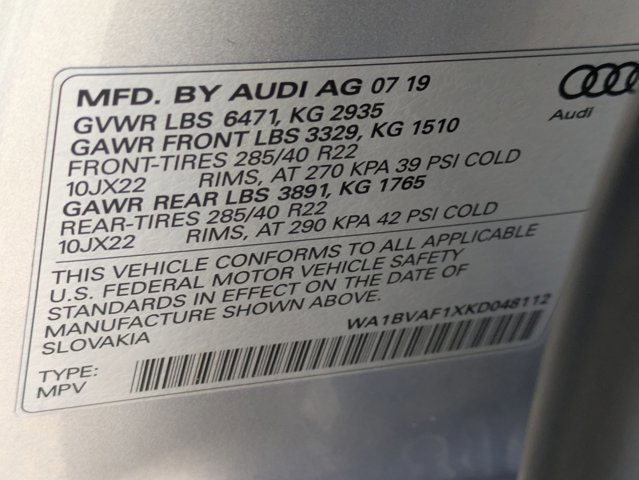 MFD. BY AUDI AG 07 19
GVWR LBS 6471, KG 2935
GAWR FRONT LBS 3329, KG 1510
FRONT-TIRES 285/40 R22
10JX22 RIMS, AT 270 KPA 39 PSI COLD
GAWR REAR LBS 3891, KG 1765
REAR-TIRES 285/40 R22
10JX22 RIMS, AT 290 KPA 42 PSI COLD
Audi
THIS VEHICLE CONFORMS TO ALL APPLICABLE
U.S. FEDERAL MOTOR VEHICLE SAFETY
STANDARDS IN EFFECT ON THE DATE OF
MANUFACTURE SHOWN ABOVE.
SLOVAKIA
WA1BVAF1XKD048112
TYPE:
MPV